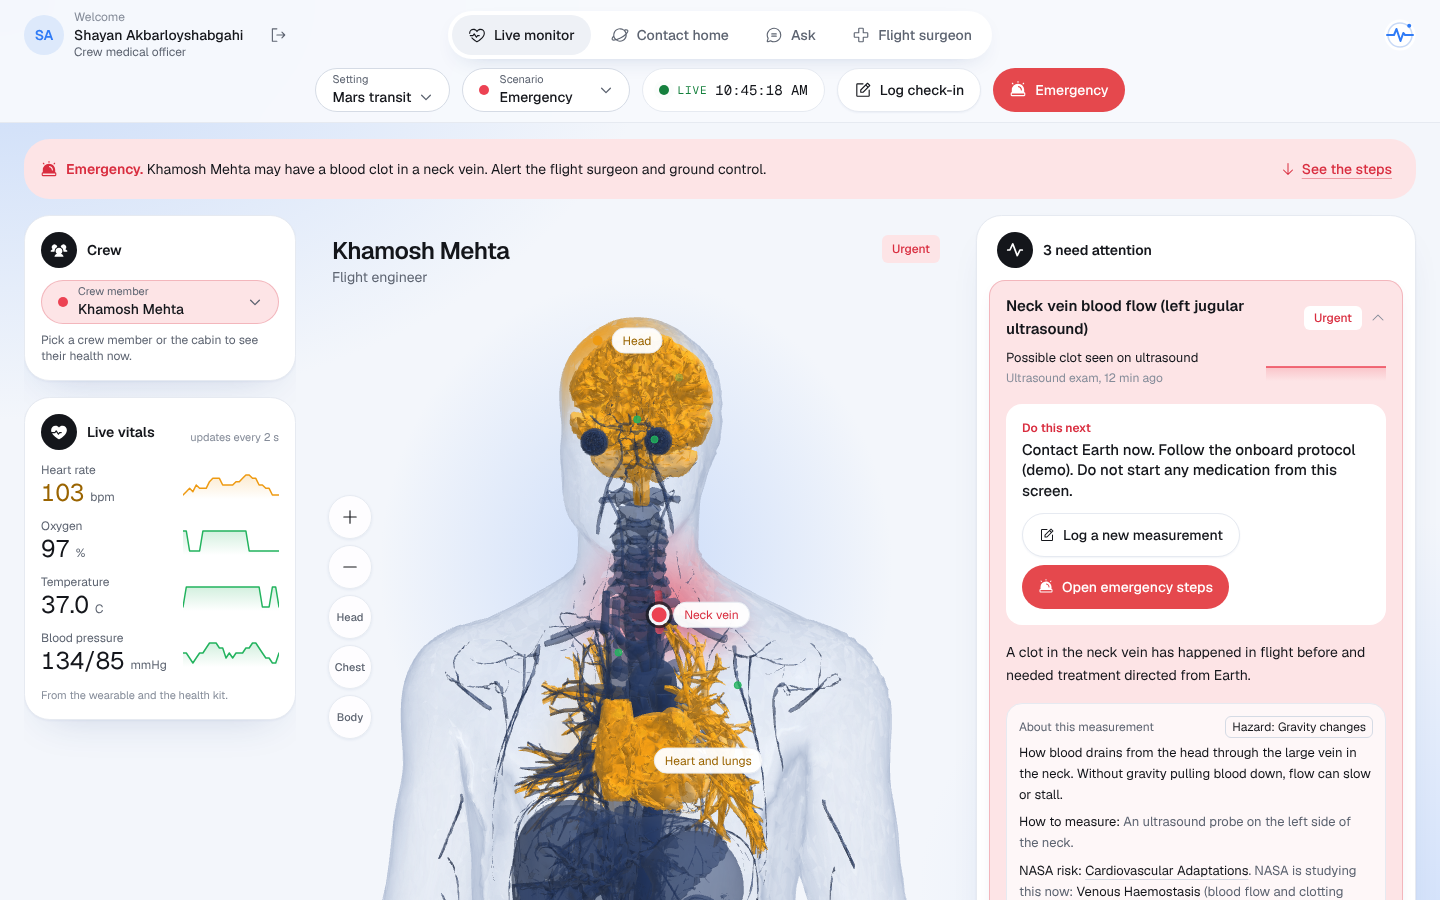 SA
Welcome
Shayan Akbarloyshabgahi
Crew medical officer
Live monitor
Contact home
Ask
Flight surgeon
Setting
Mars transit
Scenario
Emergency
LIVE 10:45:18 AM
Log check-in
Emergency
Emergency. Khamosh Mehta may have a blood clot in a neck vein. Alert the flight surgeon and ground control.
See the steps
Crew
Crew member
Khamosh Mehta
Pick a crew member or the cabin to see
their health now.
Live vitals
updates every 2 s
Heart rate
103 bpm
Oxygen
97 %
Temperature
37.0 C
Blood pressure
134/85 mmHg
From the wearable and the health kit.
Khamosh Mehta
Flight engineer
Urgent
Head
Neck vein
Heart and lungs
Head
Chest
Body
3 need attention
Neck vein blood flow (left jugular
ultrasound)
Urgent
Possible clot seen on ultrasound
Ultrasound exam, 12 min ago
Do this next
Contact Earth now. Follow the onboard protocol
(demo). Do not start any medication from this
screen.
Log a new measurement
Open emergency steps
A clot in the neck vein has happened in flight before and
needed treatment directed from Earth.
About this measurement
Hazard: Gravity changes
How blood drains from the head through the large vein in
the neck. Without gravity pulling blood down, flow can slow
or stall.
How to measure: An ultrasound probe on the left side of
the neck.
NASA risk: Cardiovascular Adaptations. NASA is studying
this now: Venous Haemostasis (blood flow and clotting